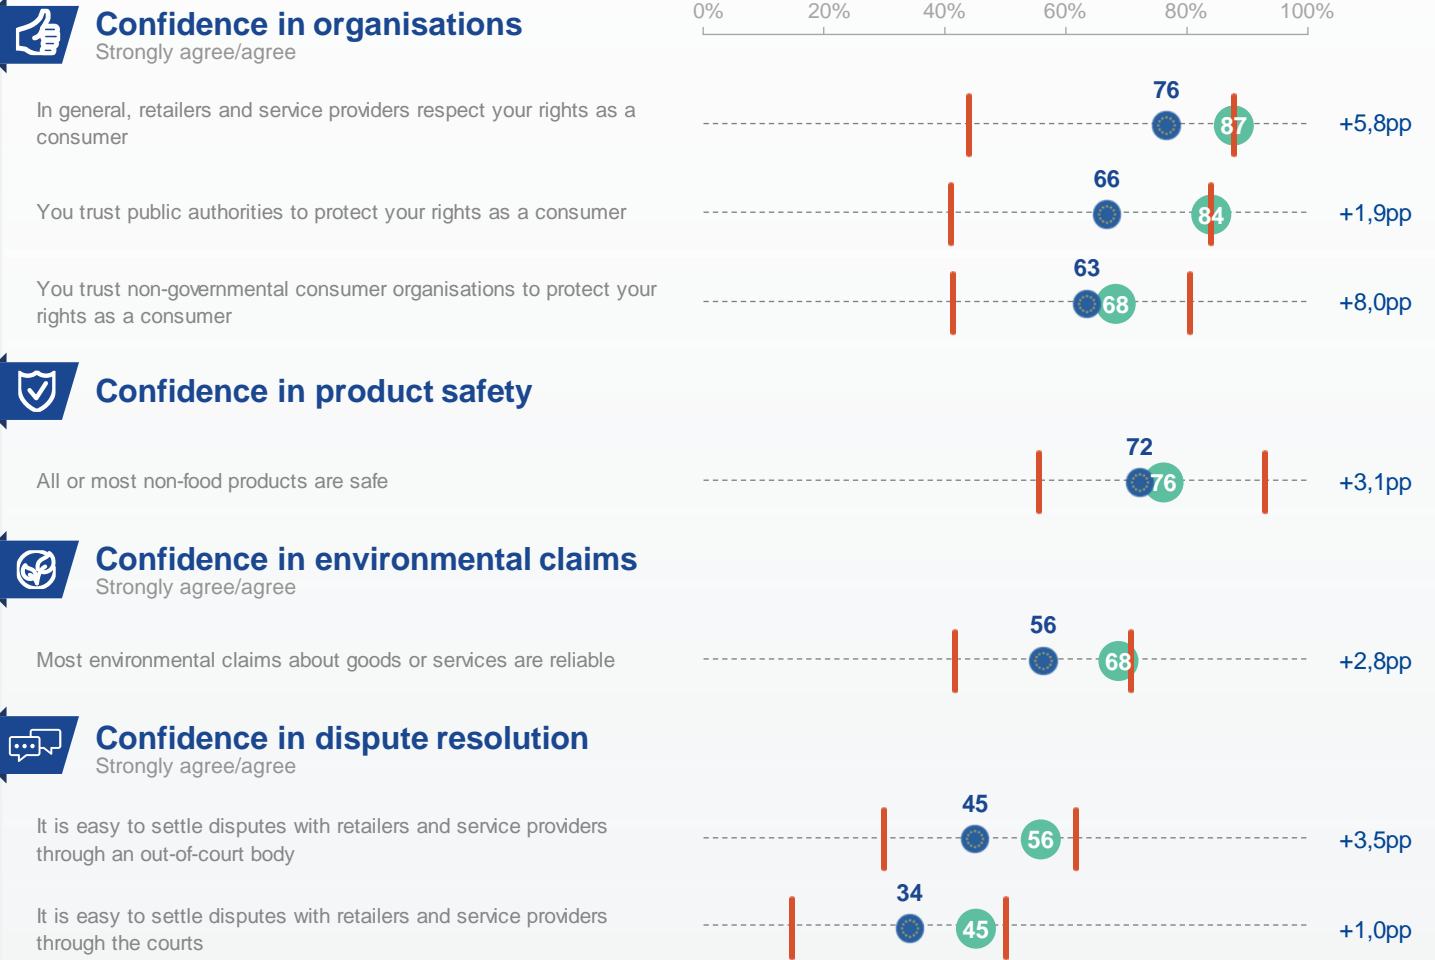 Confidence in organisations
Strongly agree/agree
0% 20% 40% 60% 80% 100%
In general, retailers and service providers respect your rights as a
consumer
76
87
+5,8pp
You trust public authorities to protect your rights as a consumer
66
84
+1,9pp
You trust non-governmental consumer organisations to protect your
rights as a consumer
63
68
+8,0pp
Confidence in product safety
All or most non-food products are safe
72
76
+3,1pp
Confidence in environmental claims
Strongly agree/agree
Most environmental claims about goods or services are reliable
56
68
+2,8pp
Confidence in dispute resolution
Strongly agree/agree
It is easy to settle disputes with retailers and service providers
through an out-of-court body
45
56
+3,5pp
It is easy to settle disputes with retailers and service providers
through the courts
34
45
+1,0pp